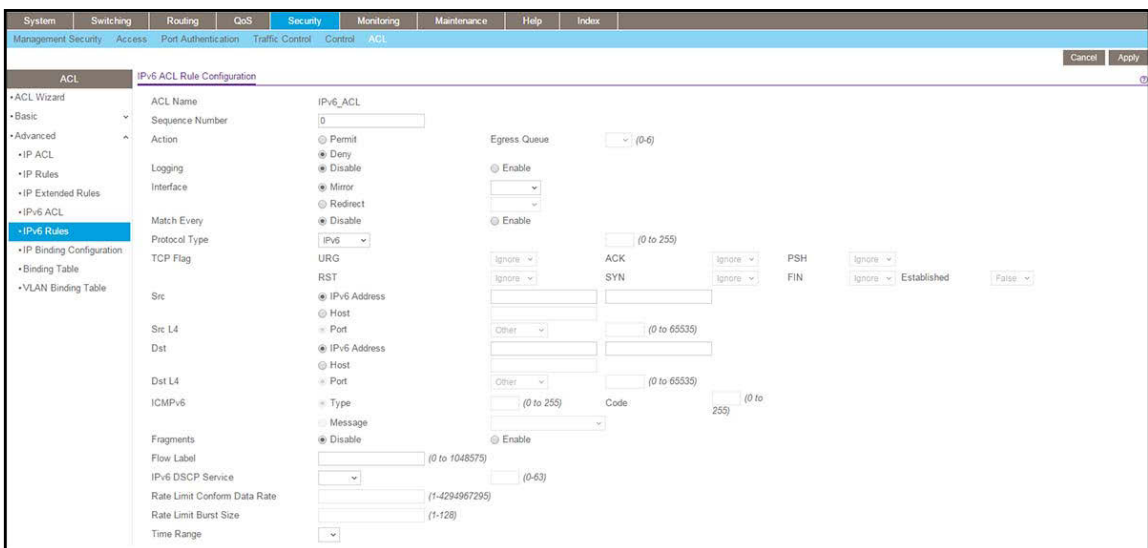 System Switching Routing QoS Security Monitoring Maintenance Help Index
Management Security Access Port Authentication Traffic Control Control ACL
Cancel Apply
ACL
ACL Wizard
Basic
Advanced
IP ACL
IP Rules
IP Extended Rules
IPv6 ACL
IPv6 Rules
IP Binding Configuration
Binding Table
VLAN Binding Table
IPv6 ACL Rule Configuration
ACL Name IPv6_ACL
Sequence Number 0
Action Permit Egress Queue (0-6)
Deny
Logging Disable Enable
Interface Mirror
Redirect
Match Every Disable Enable
Protocol Type IPv6 (0 to 255)
TCP Flag URG Ignore ACK Ignore PSH Ignore
RST Ignore SYN Ignore FIN Ignore Established False
Src IPv6 Address
Host
Src L4 Port Other (0 to 65535)
Dst IPv6 Address
Host
Dst L4 Port Other (0 to 65535)
ICMPv6 Type (0 to 255) Code (0 to
255)
Message
Fragments Disable Enable
Flow Label (0 to 1048575)
IPv6 DSCP Service (0-63)
Rate Limit Conform Data Rate (1-4294967295)
Rate Limit Burst Size (1-128)
Time Range